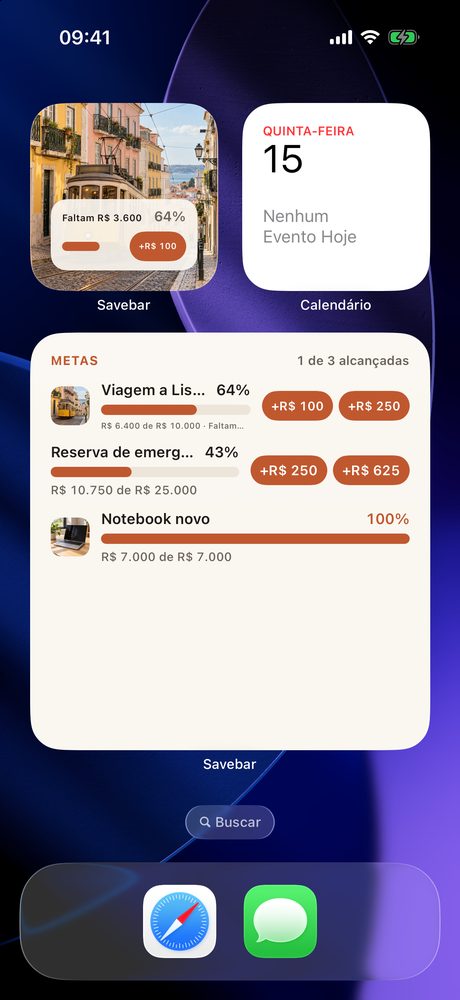 09:41
Faltam R$ 3.600 64%
+R$ 100
Savebar
QUINTA-FEIRA
15
Nenhum
Evento Hoje
Calendário
METAS 1 de 3 alcançadas
Viagem a Lis... 64%
+R$ 100 +R$ 250
R$ 6.400 de R$ 10.000 · Faltam...
Reserva de emerg... 43%
+R$ 250 +R$ 625
R$ 10.750 de R$ 25.000
Notebook novo 100%
R$ 7.000 de R$ 7.000
Savebar
Buscar